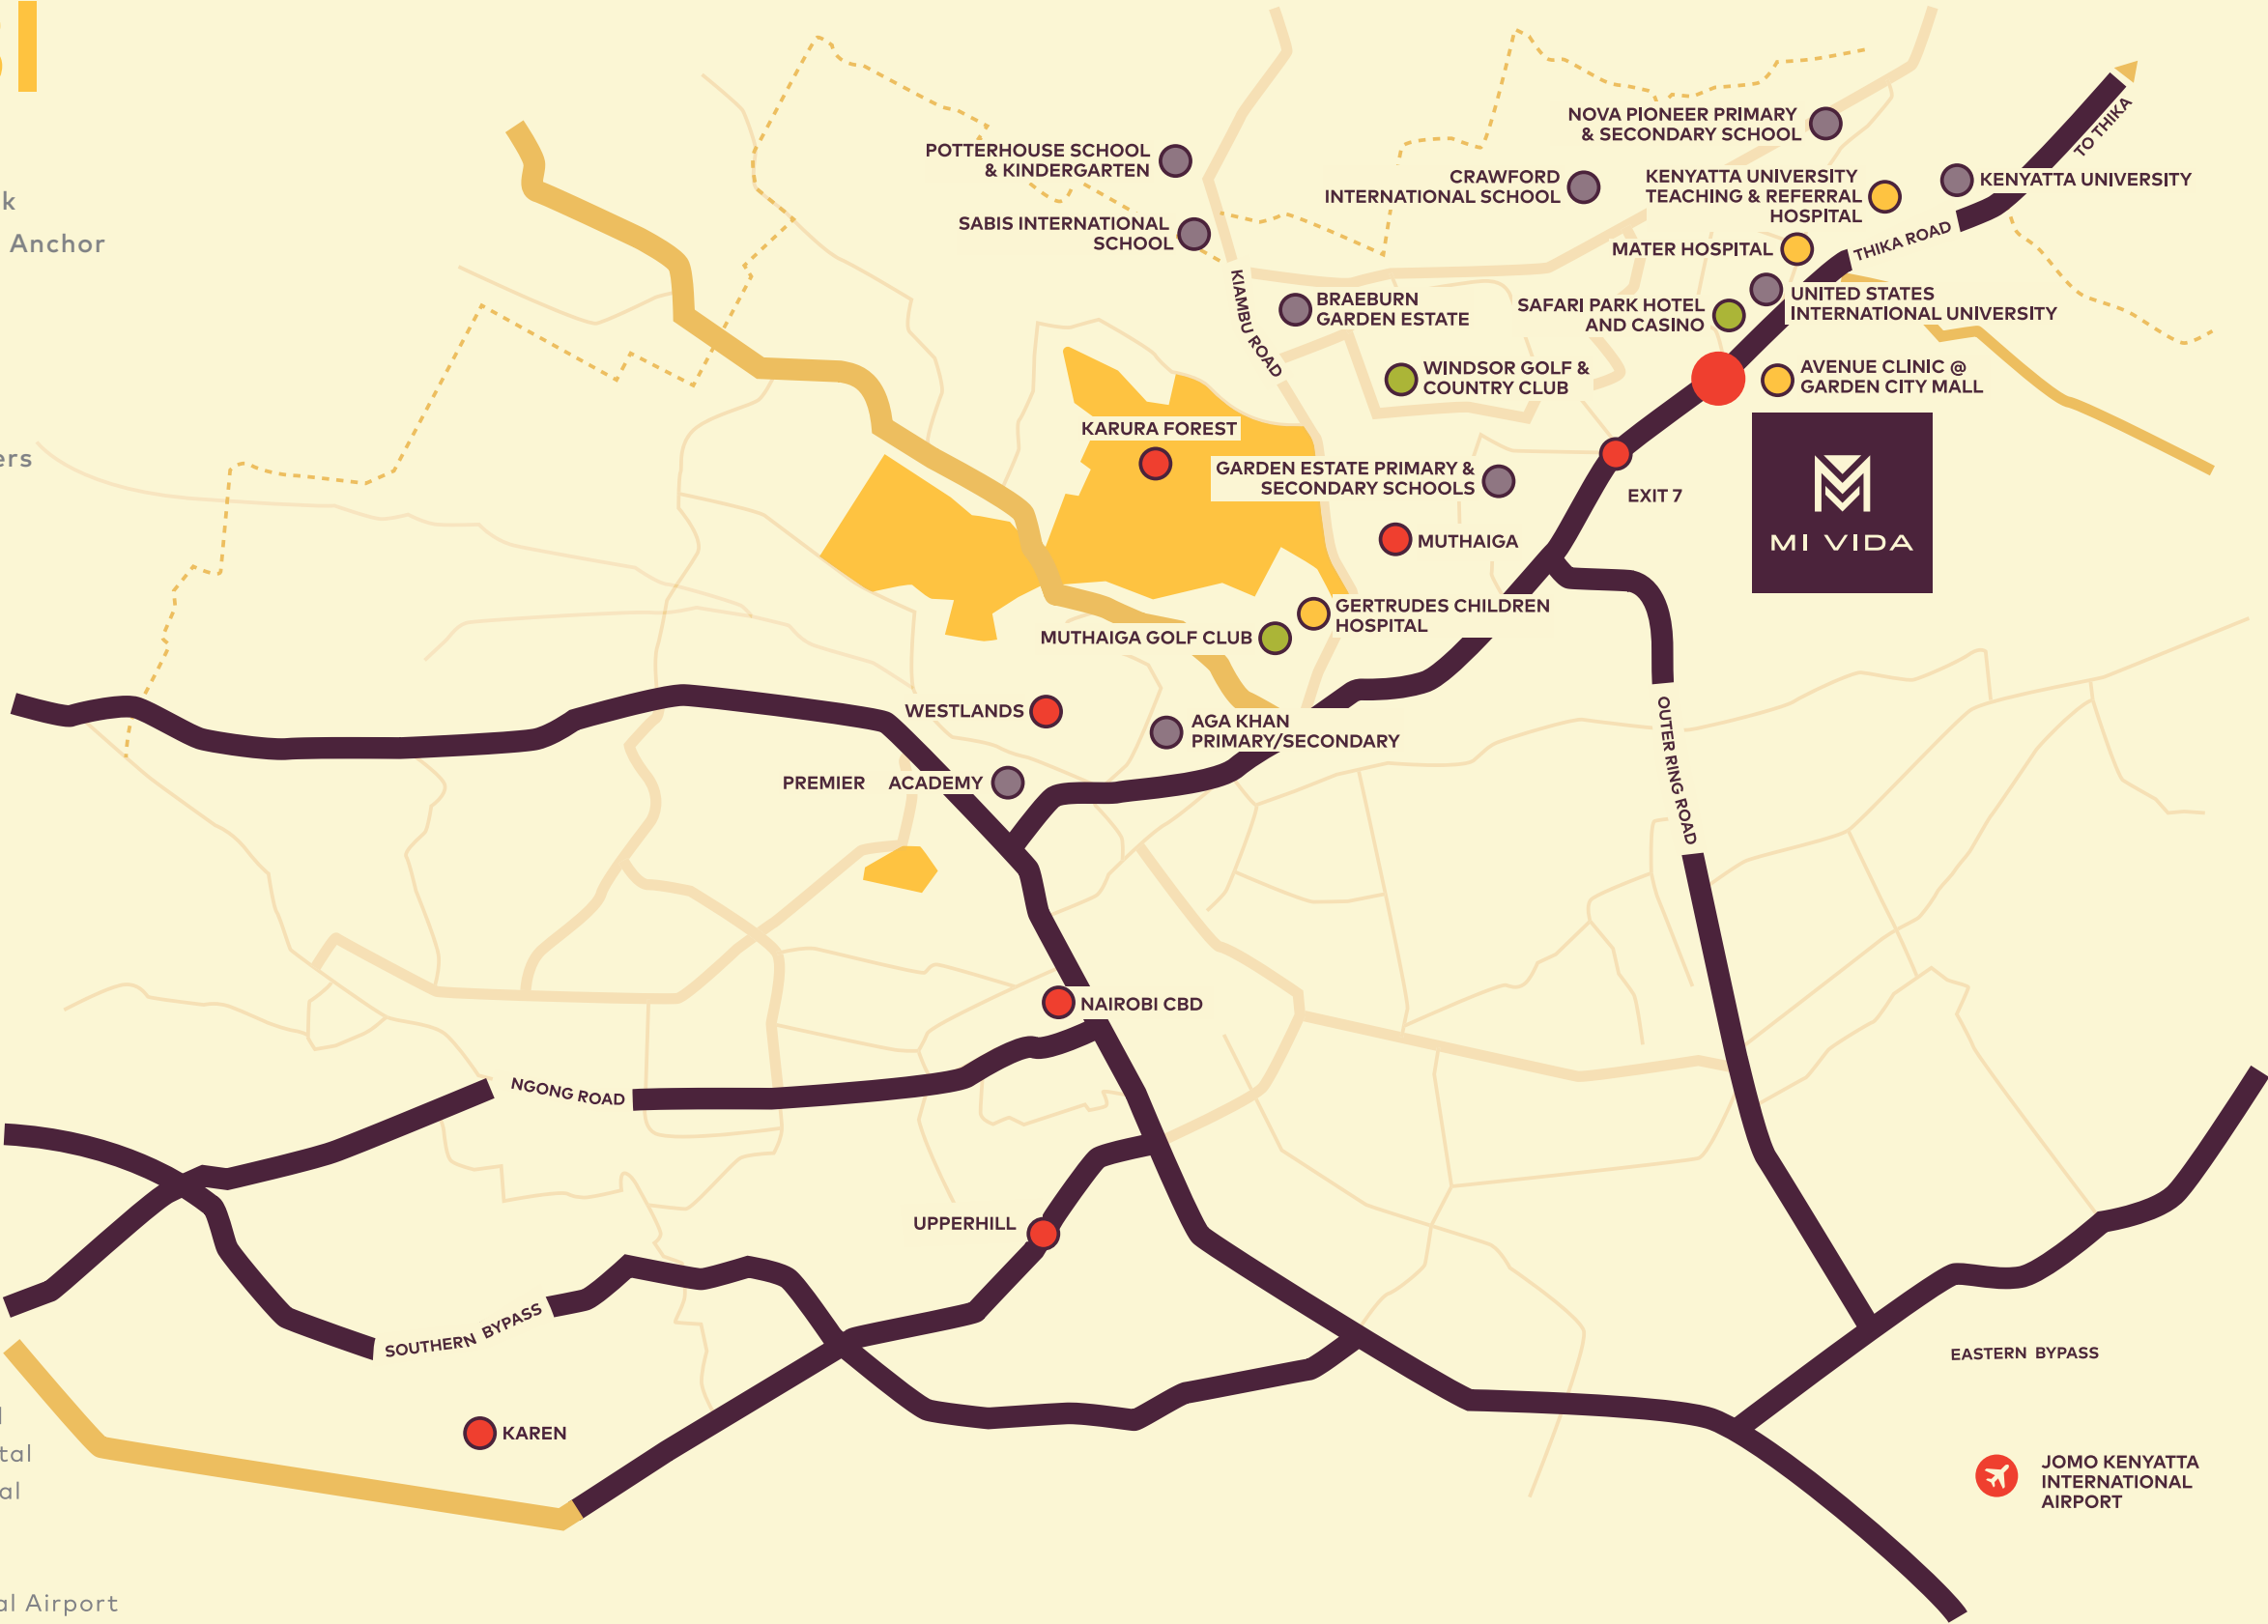 k
Anchor
ers
tal
al
al Airport
POTTERHOUSE SCHOOL
& KINDERGARTEN
SABIS INTERNATIONAL
SCHOOL
NOVA PIONEER PRIMARY
& SECONDARY SCHOOL
CRAWFORD
INTERNATIONAL SCHOOL
KENYATTA UNIVERSITY
TEACHING & REFERRAL
HOSPITAL
KENYATTA UNIVERSITY
TO THIKA
THIKA ROAD
MATER HOSPITAL
KIAMBU ROAD
BRAEBURN
GARDEN ESTATE
SAFARI PARK HOTEL
AND CASINO
UNITED STATES
INTERNATIONAL UNIVERSITY
WINDSOR GOLF &
COUNTRY CLUB
AVENUE CLINIC @
GARDEN CITY MALL
KARURA FOREST
GARDEN ESTATE PRIMARY &
SECONDARY SCHOOLS
EXIT 7
MI VIDA
MUTHAIGA
GERTRUDES CHILDREN
HOSPITAL
MUTHAIGA GOLF CLUB
WESTLANDS
AGA KHAN
PRIMARY/SECONDARY
OUTER RING ROAD
PREMIER ACADEMY
NAIROBI CBD
NGONG ROAD
UPPERHILL
SOUTHERN BYPASS
EASTERN BYPASS
KAREN
JOMO KENYATTA
INTERNATIONAL
AIRPORT